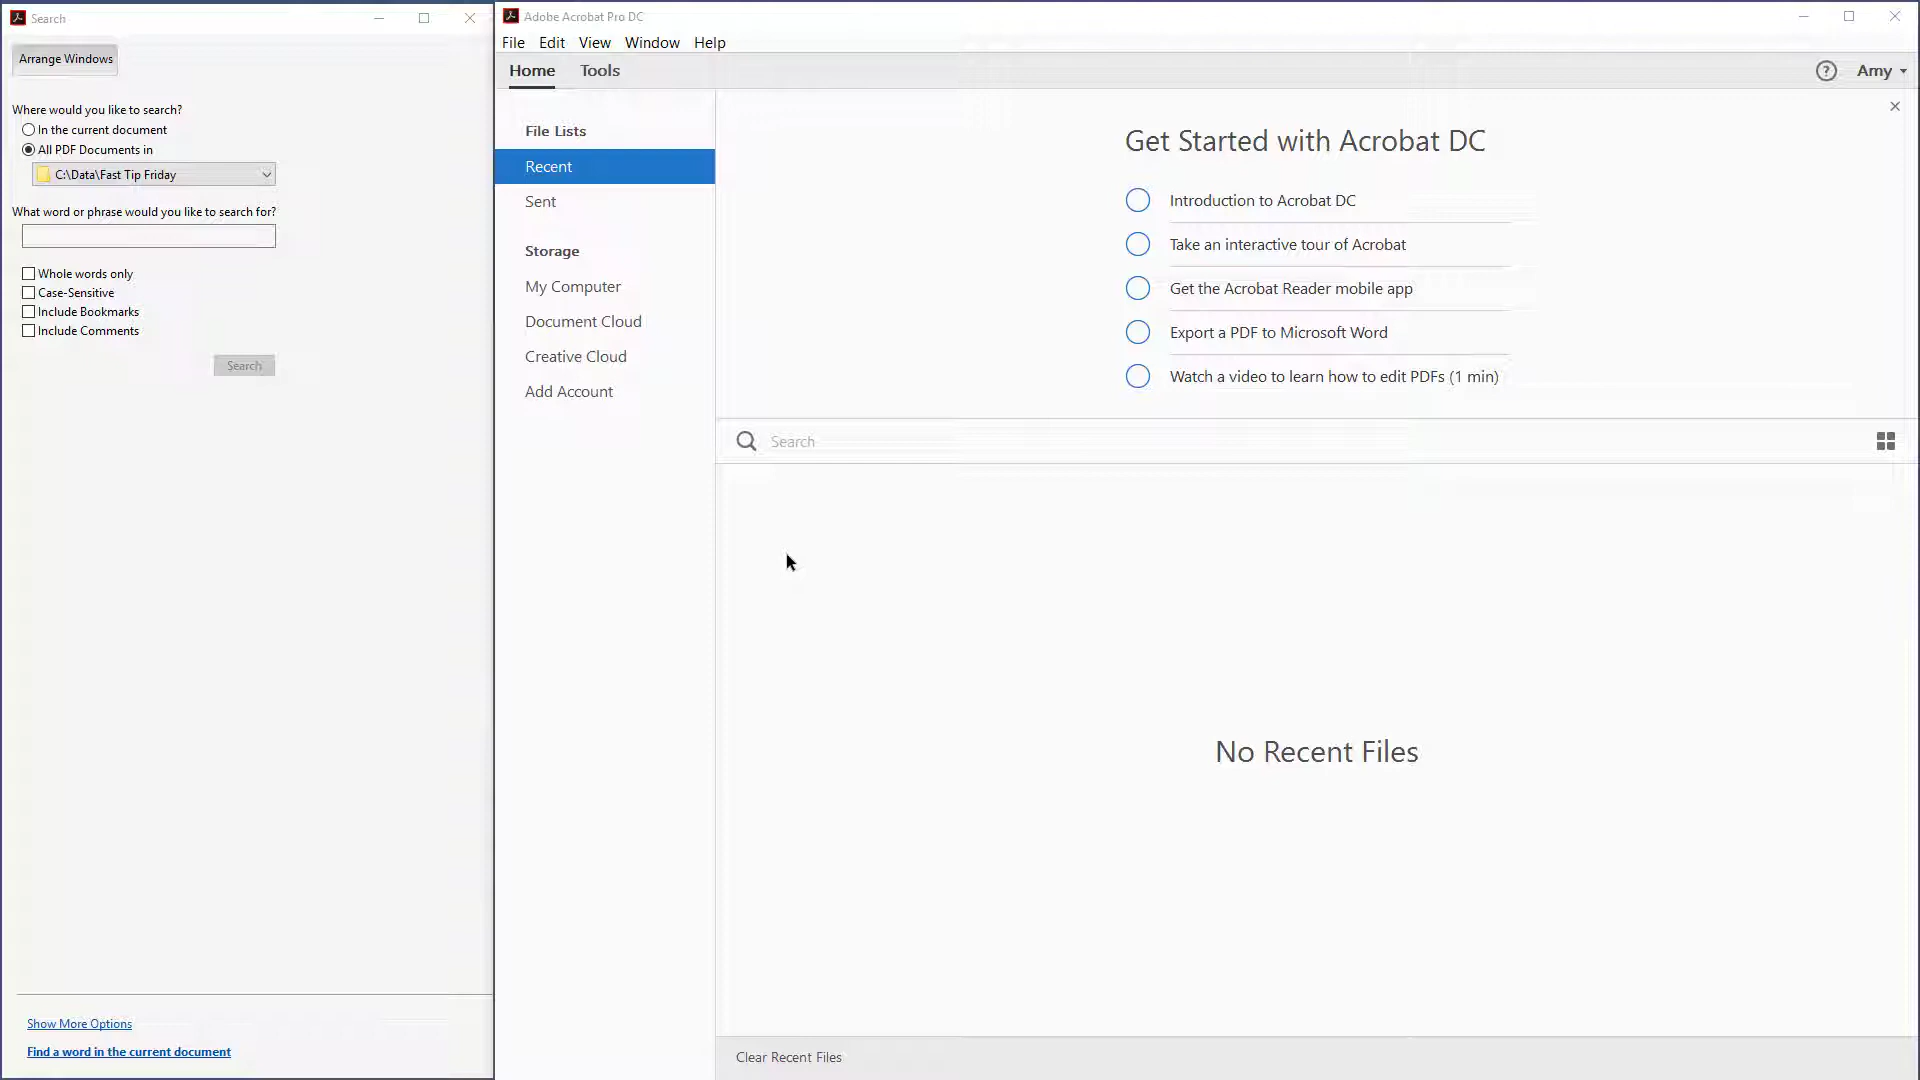 Search
Arrange Windows
Where would you like to search?
In the current document
All PDF Documents in
C:\Data\Fast Tip Friday
What word or phrase would you like to search for?
Whole words only
Case-Sensitive
Include Bookmarks
Include Comments
Search
Show More Options
Find a word in the current document
Adobe Acrobat Pro DC
File Edit View Window Help
Home Tools
? Amy
File Lists
Recent
Sent
Storage
My Computer
Document Cloud
Creative Cloud
Add Account
Get Started with Acrobat DC
Introduction to Acrobat DC
Take an interactive tour of Acrobat
Get the Acrobat Reader mobile app
Export a PDF to Microsoft Word
Watch a video to learn how to edit PDFs (1 min)
Search
No Recent Files
Clear Recent Files